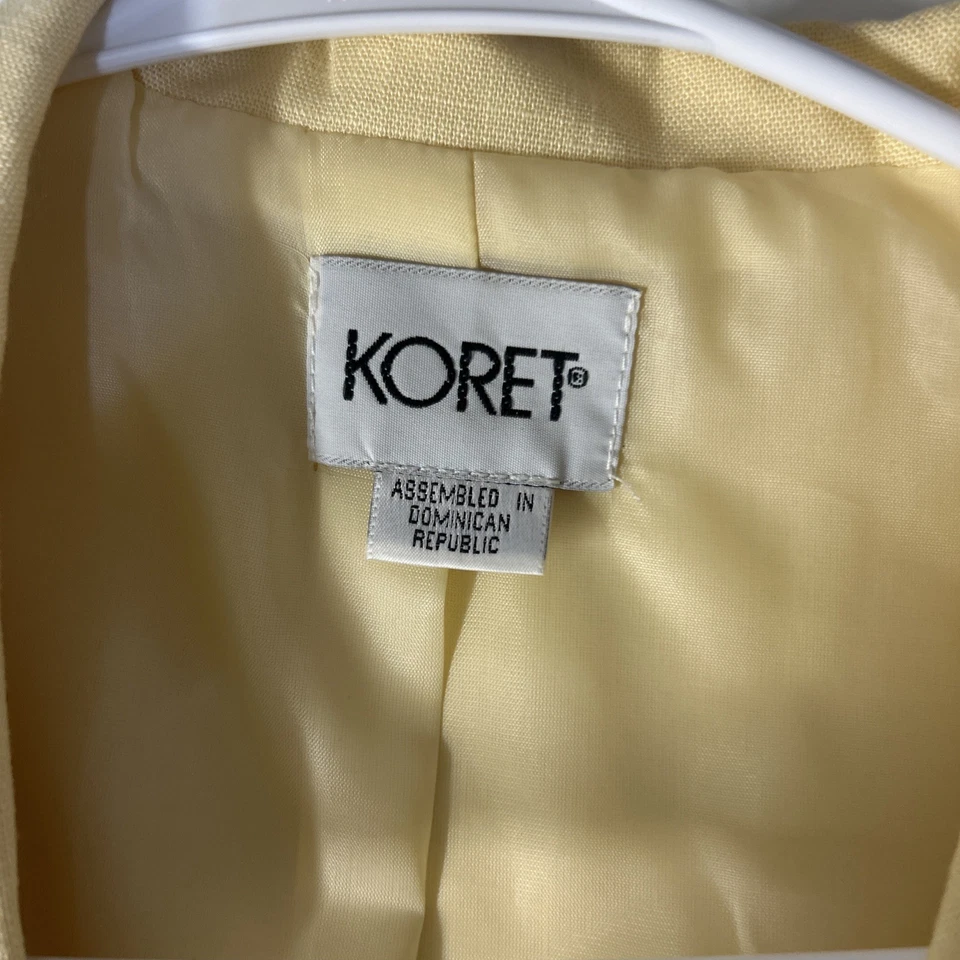 KORET®
ASSEMBLED IN
DOMINICAN
REPUBLIC